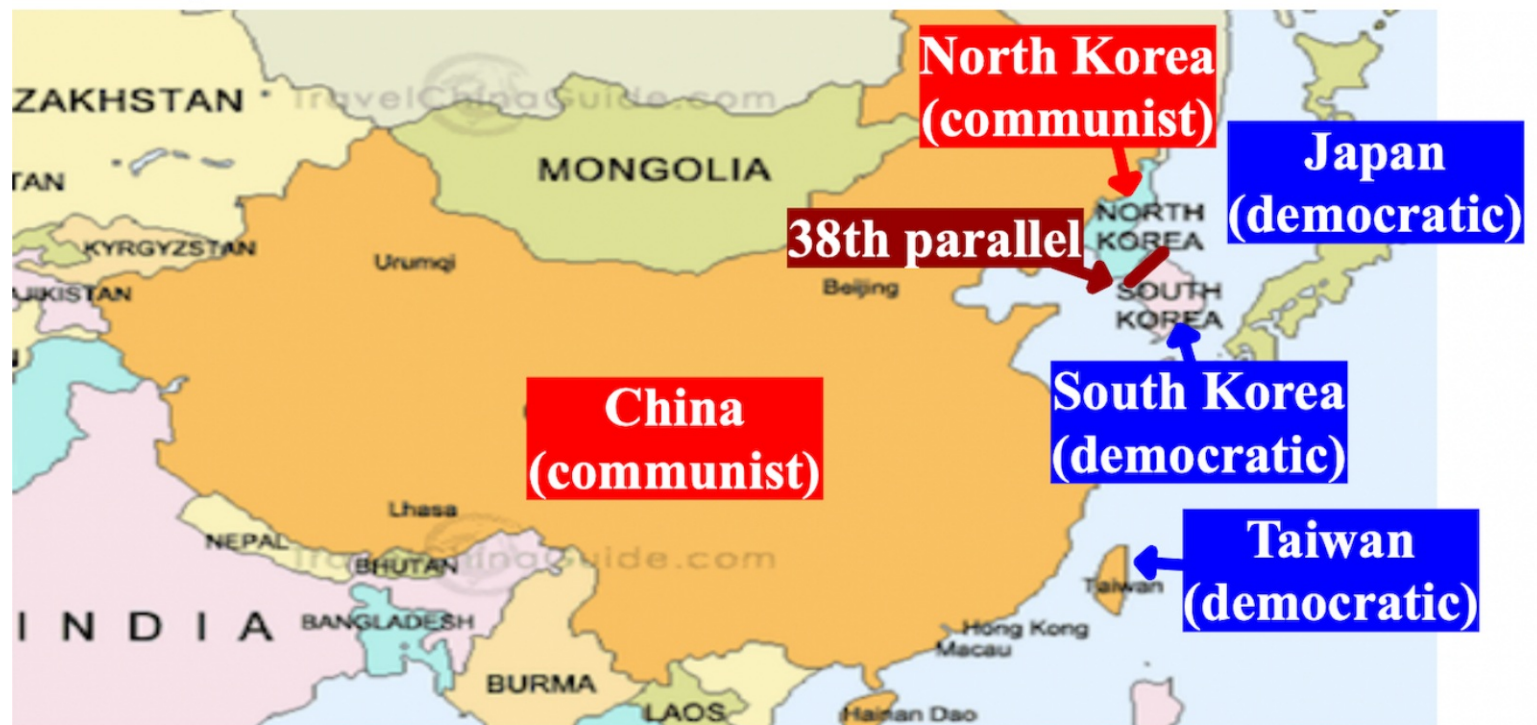 North Korea
(communist)
TravelChinaGuide.com
ZAKHSTAN
Japan
(democratic)
MONGOLIA
TAN
NORTH
KOREA
38th parallel
KYRGYZSTAN
Urumqi
Beijing
JIKISTAN
SOUTH
KOREA
South Korea
(democratic)
China
(communist)
Lhasa
NEPAL
TravelChinaGuide.com
BHUTAN
Taiwan
(democratic)
Taiwan
INDIA
BANGLADESH
Hong Kong
Macau
BURMA
LAOS
Hainan Dao